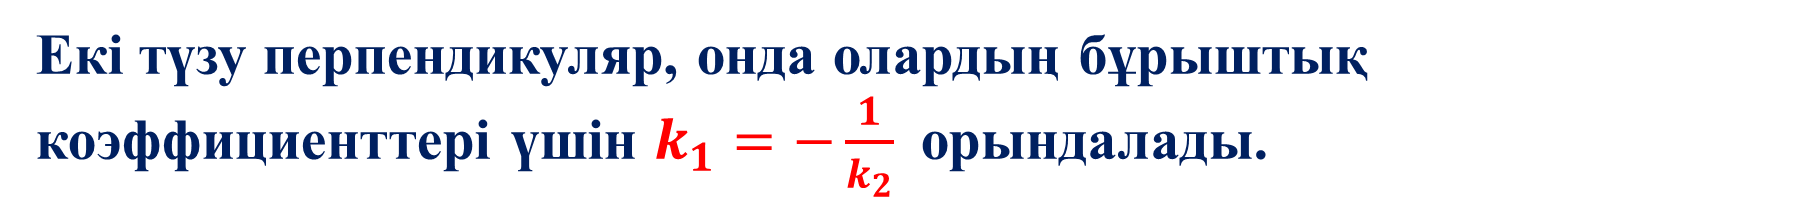 Екі түзу перпендикуляр, онда олардың бұрыштық
коэффициенттері үшін k₁ = −1/k₂ орындалады.